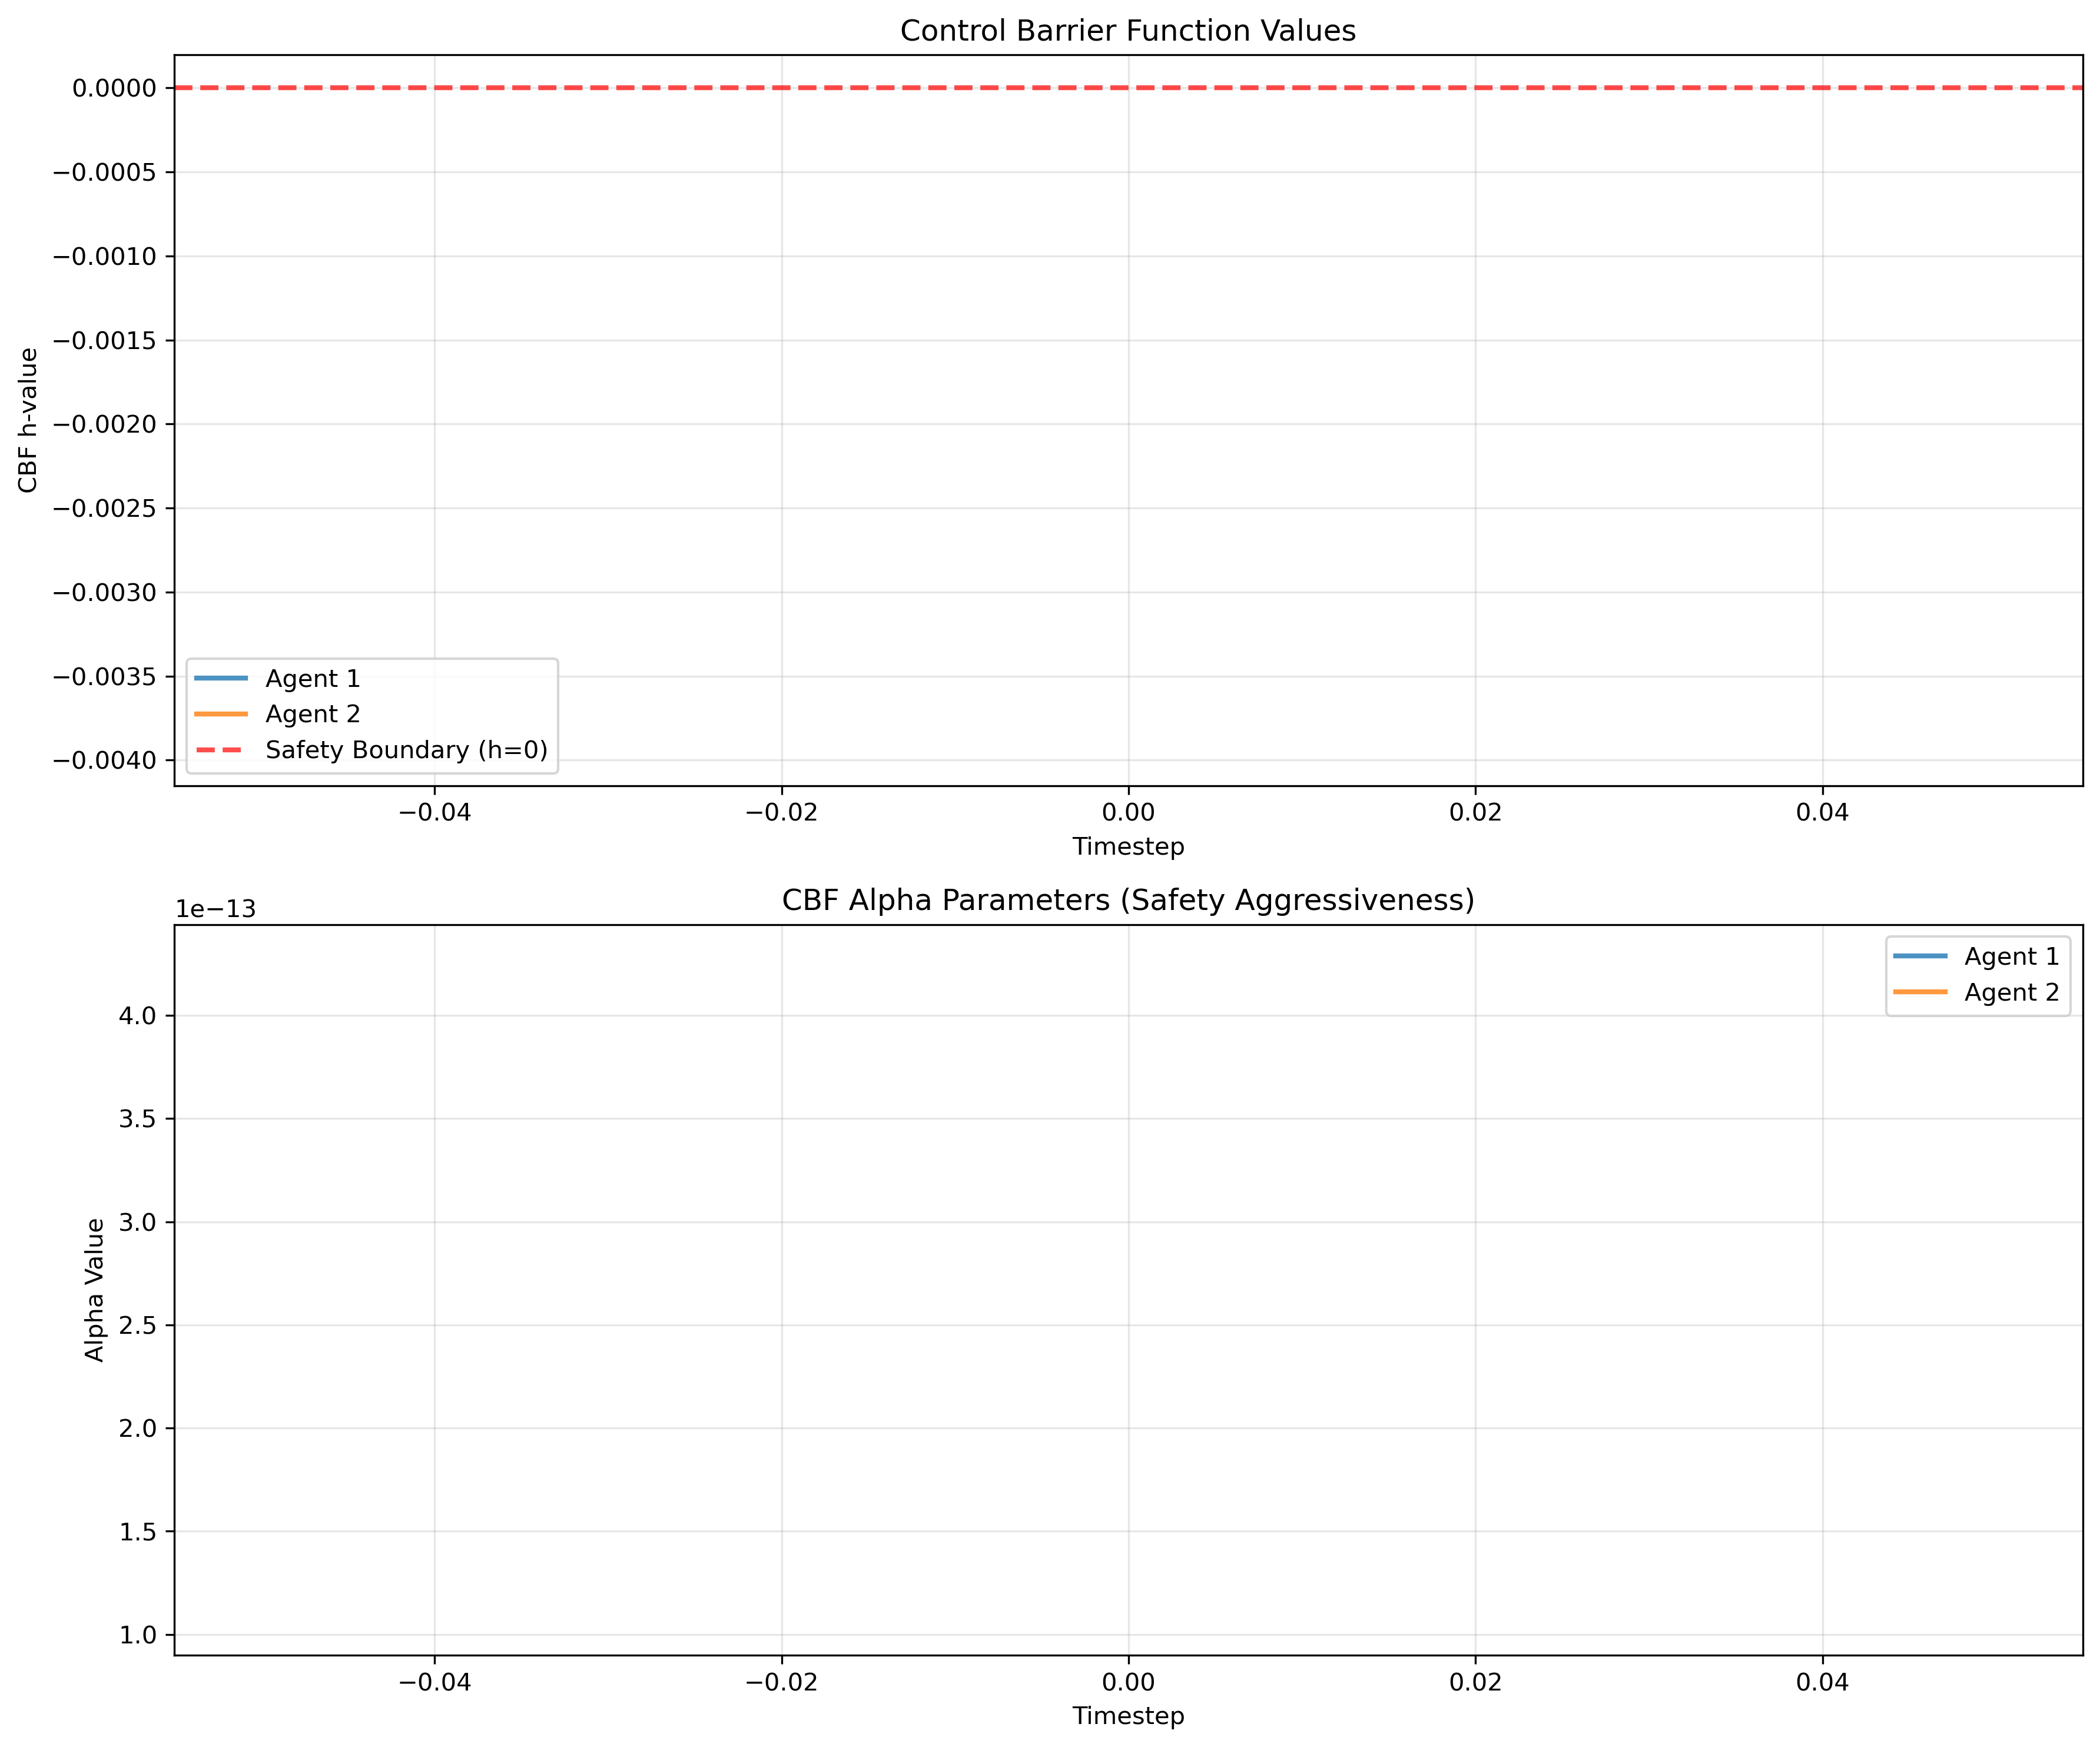 Control Barrier Function Values
0.0000
−0.0005
−0.0010
−0.0015
−0.0020
−0.0025
−0.0030
−0.0035
−0.0040
CBF h-value
Agent 1
Agent 2
Safety Boundary (h=0)
−0.04 −0.02 0.00 0.02 0.04
Timestep
CBF Alpha Parameters (Safety Aggressiveness)
1e−13
4.0
3.5
3.0
2.5
2.0
1.5
1.0
Alpha Value
Agent 1
Agent 2
−0.04 −0.02 0.00 0.02 0.04
Timestep